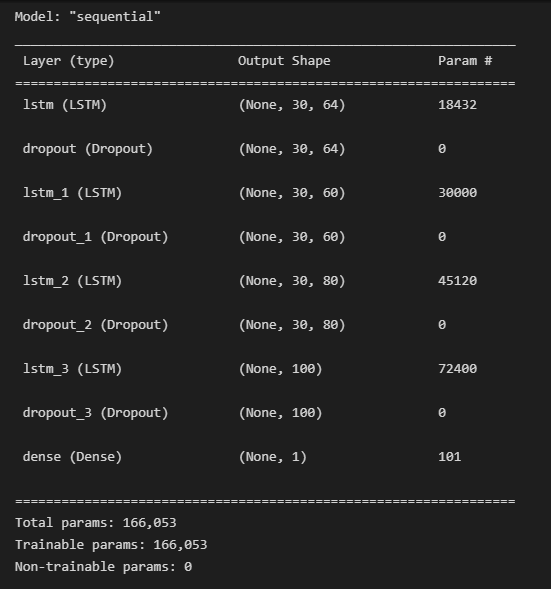 Model: "sequential"
_________________________________________________________________
Layer (type) Output Shape Param #
=================================================================
lstm (LSTM) (None, 30, 64) 18432
dropout (Dropout) (None, 30, 64) 0
lstm_1 (LSTM) (None, 30, 60) 30000
dropout_1 (Dropout) (None, 30, 60) 0
lstm_2 (LSTM) (None, 30, 80) 45120
dropout_2 (Dropout) (None, 30, 80) 0
lstm_3 (LSTM) (None, 100) 72400
dropout_3 (Dropout) (None, 100) 0
dense (Dense) (None, 1) 101
=================================================================
Total params: 166,053
Trainable params: 166,053
Non-trainable params: 0